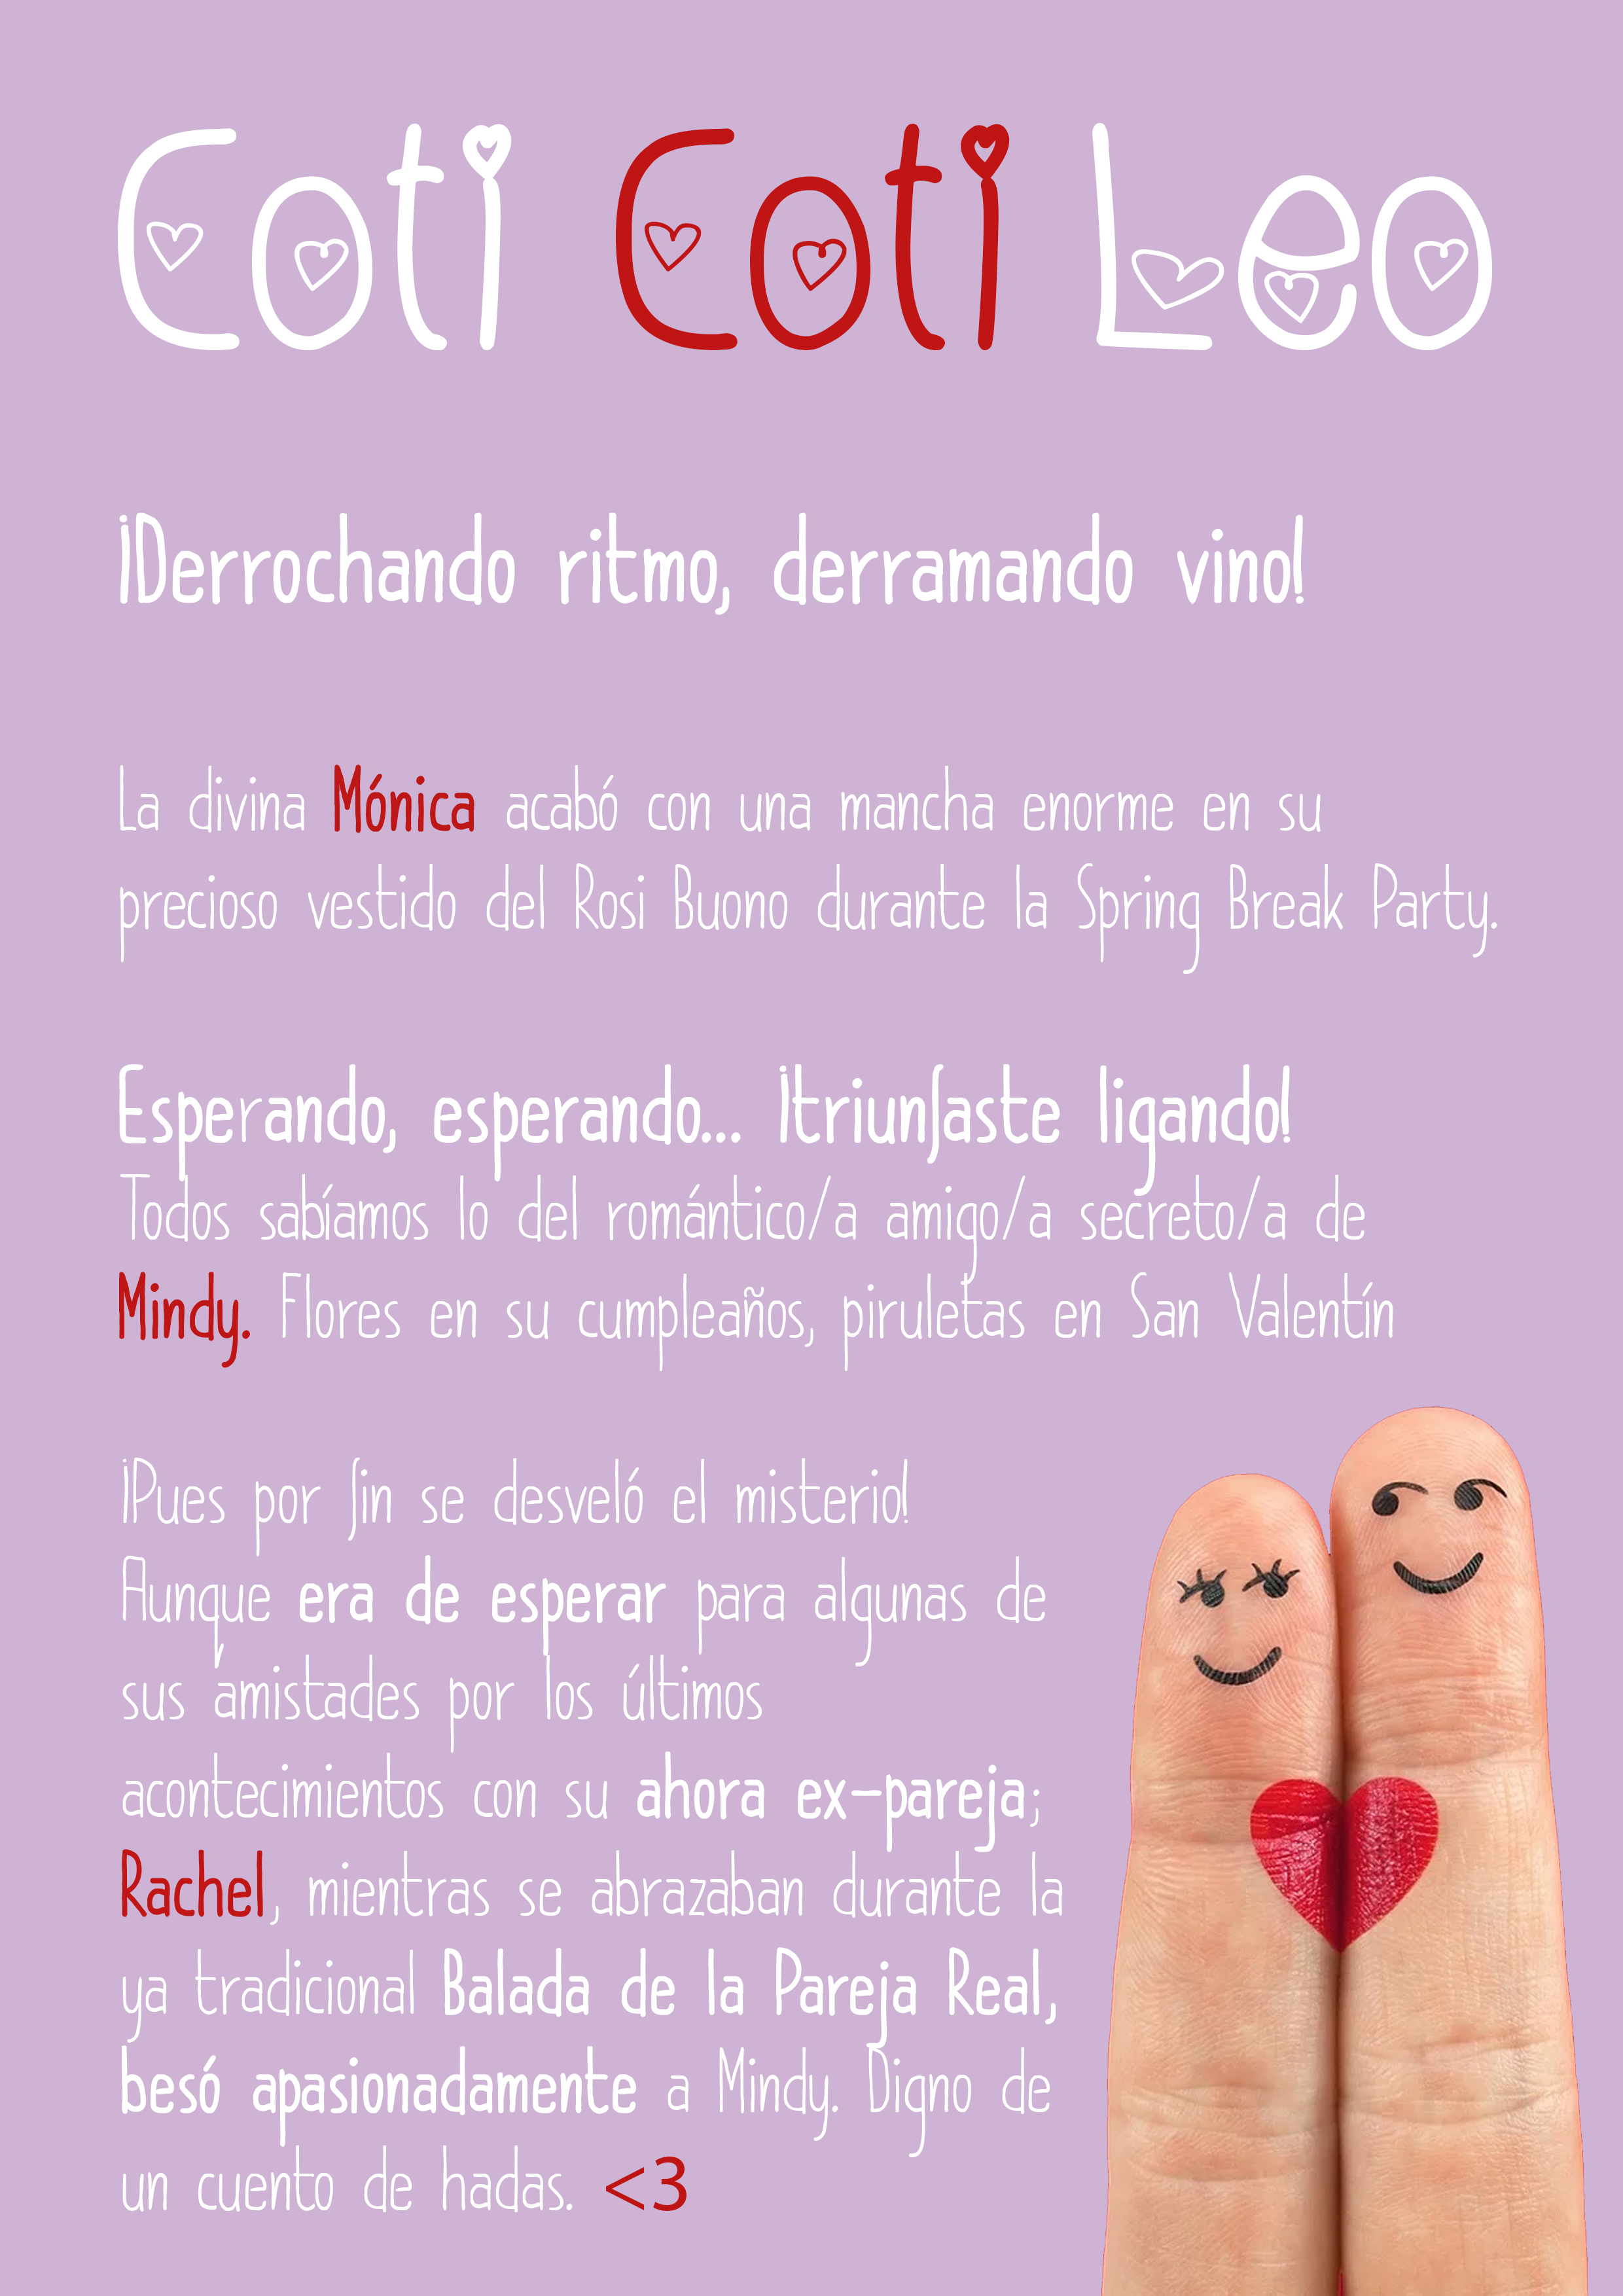 Coti Coti Leo
¡Derrochando ritmo, derramando vino!
La divina Mónica acabó con una mancha enorme en su
precioso vestido del Rosi Buono durante la Spring Break Party.
Esperando, esperando... ¡triunfaste ligando!
Todos sabíamos lo del romántico/a amigo/a secreto/a de
Mindy. Flores en su cumpleaños, piruletas en San Valentín
¡Pues por fin se desveló el misterio!
Aunque era de esperar para algunas de
sus amistades por los últimos
acontecimientos con su ahora ex-pareja;
Rachel, mientras se abrazaban durante la
ya tradicional Balada de la Pareja Real,
besó apasionadamente a Mindy. Digno de
un cuento de hadas. <3